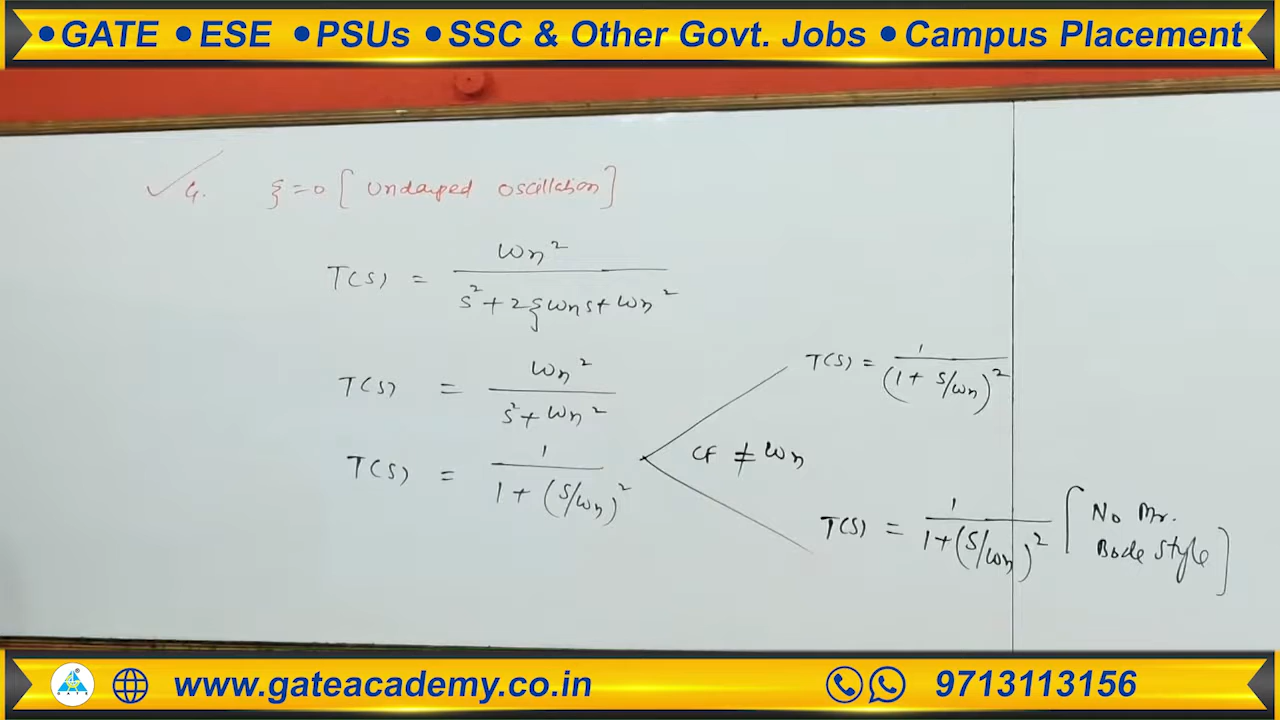 •GATE •ESE •PSUs •SSC & Other Govt. Jobs •Campus Placement
4. ξ=0 [Undamped oscillation]
T(s) = ωn² / (s²+2ξωns+ωn²)
T(s) = ωn² / (s²+ωn²)
T(s) = 1 / (1+(s/ωn)²)
T(s) = 1 / (1+s/ωn)²
CF ≠ ωn
T(s) = 1 / (1+(s/ωn)²) [No Mr. Bode style]
GATE
www.gateacademy.co.in
9713113156